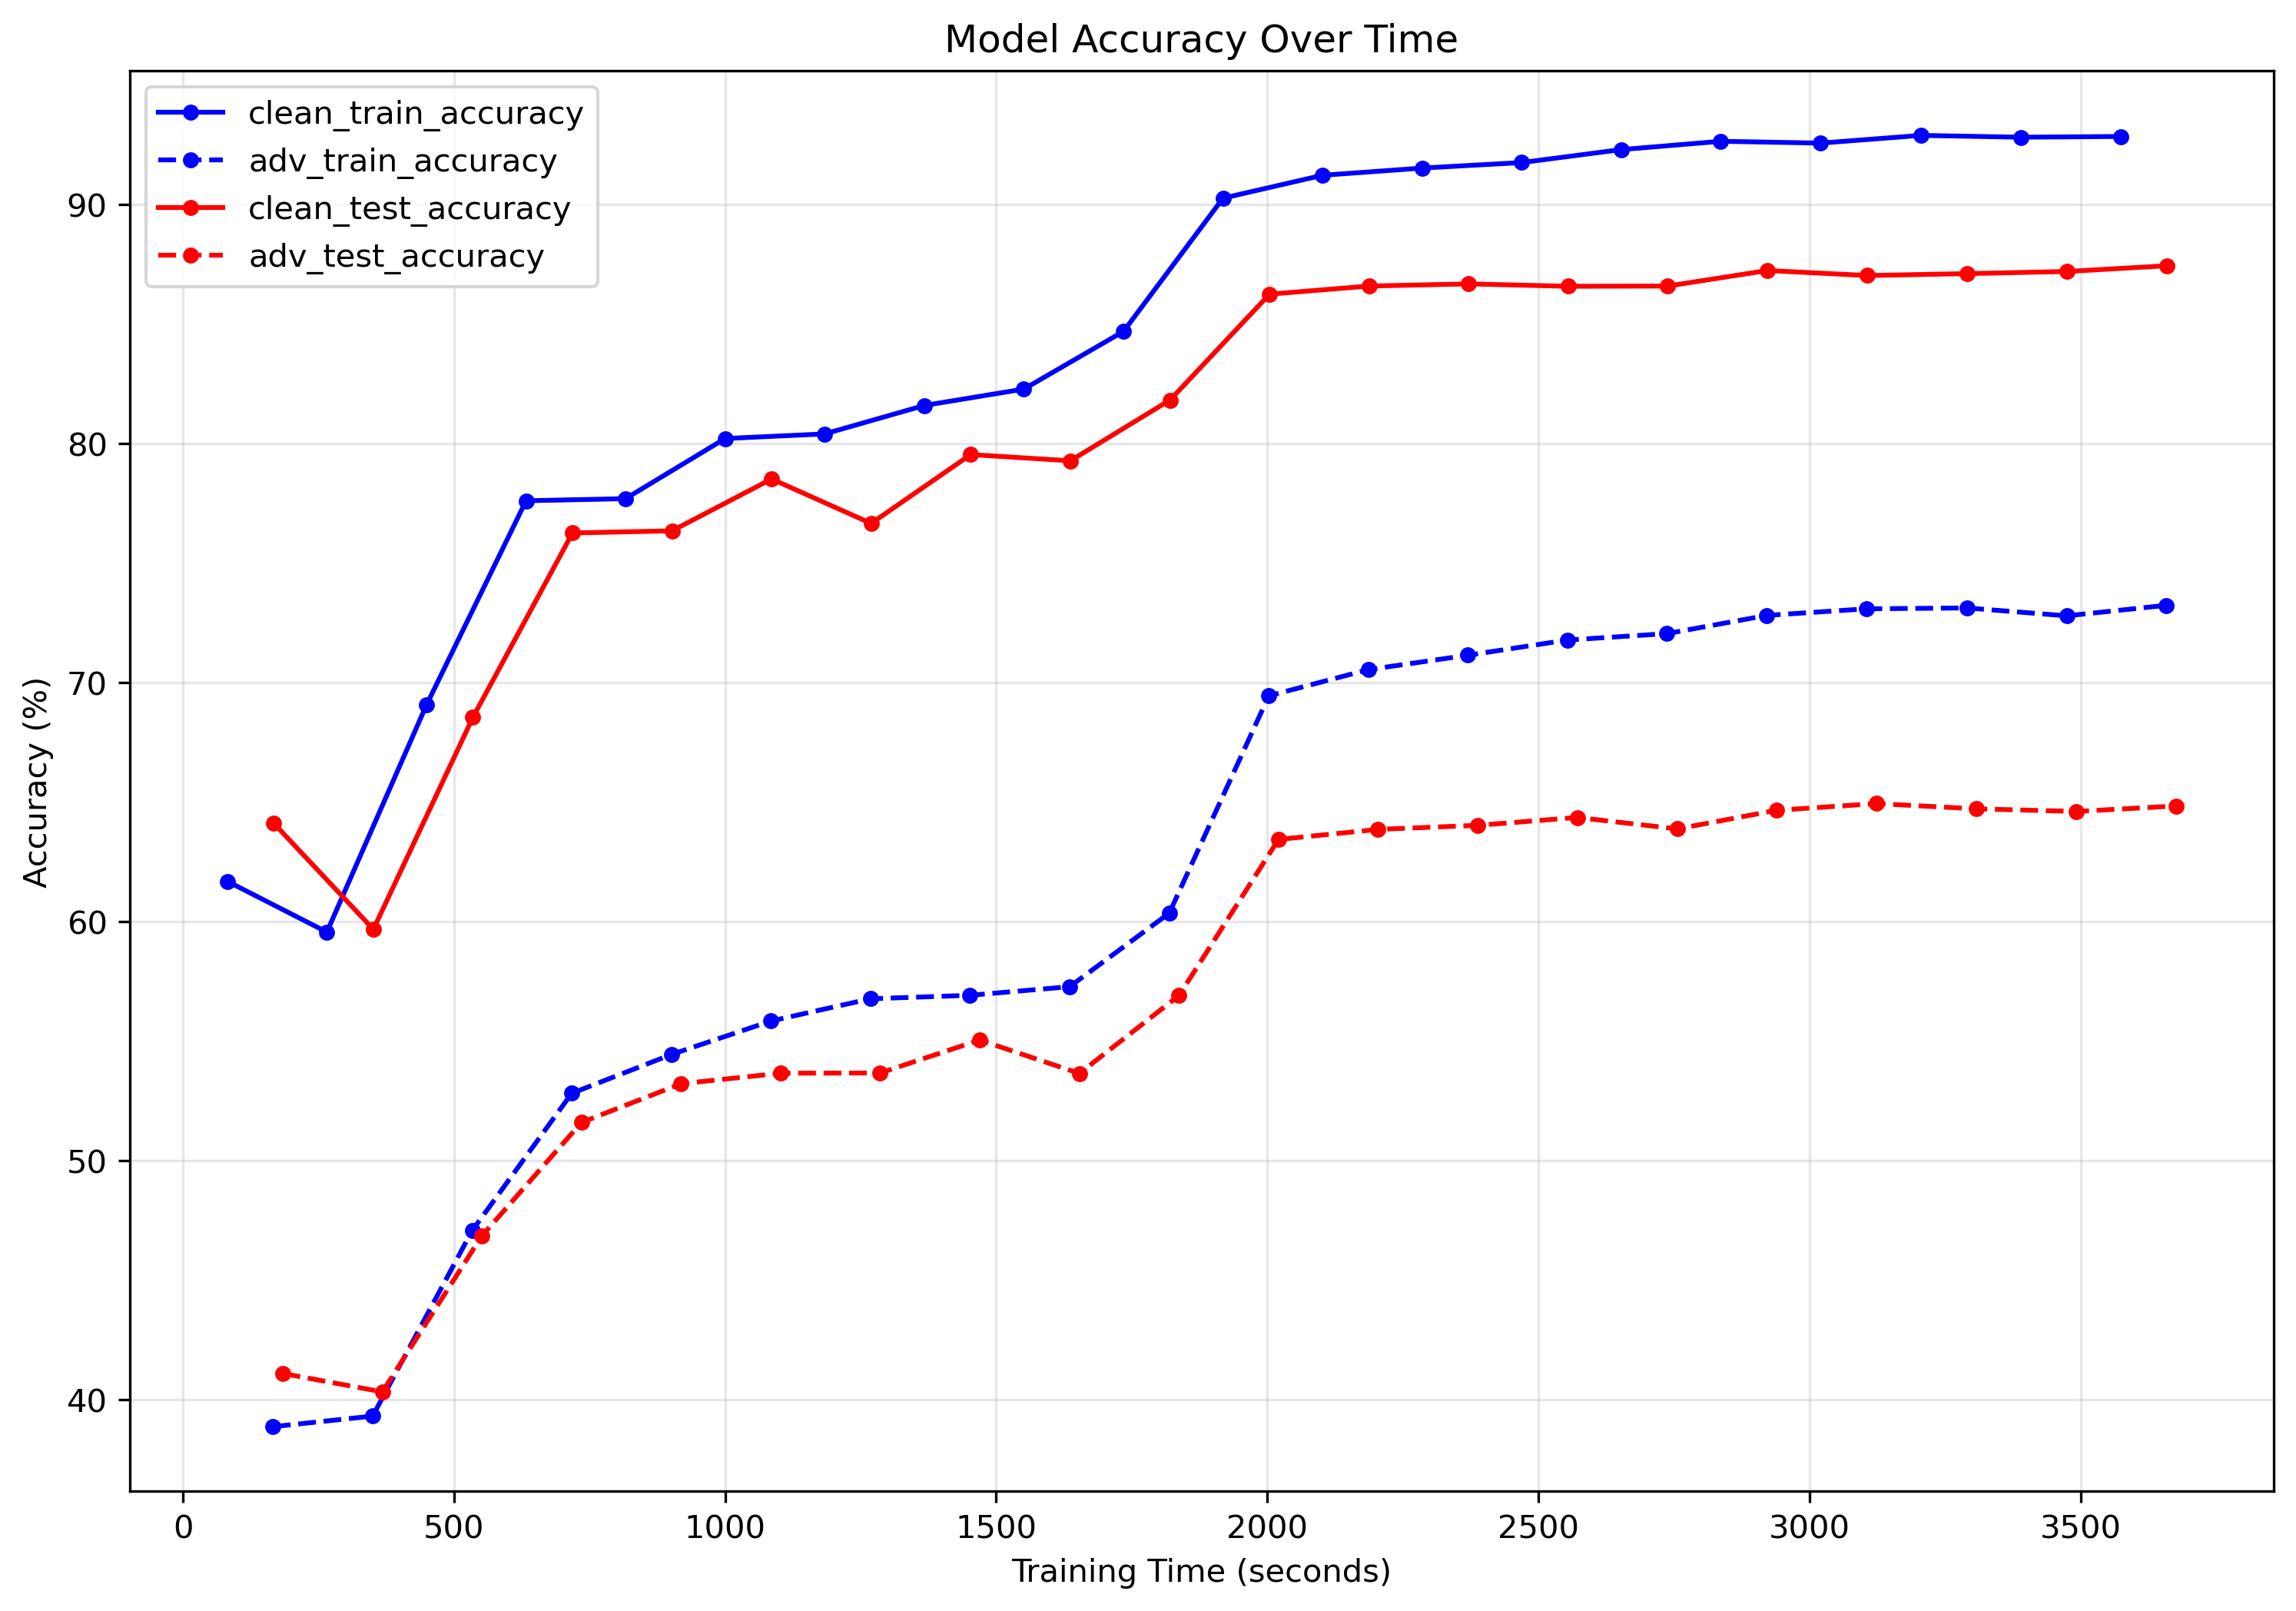 Model Accuracy Over Time
clean_train_accuracy
adv_train_accuracy
clean_test_accuracy
adv_test_accuracy
90
80
70
60
50
40
Accuracy (%)
0 500 1000 1500 2000 2500 3000 3500
Training Time (seconds)